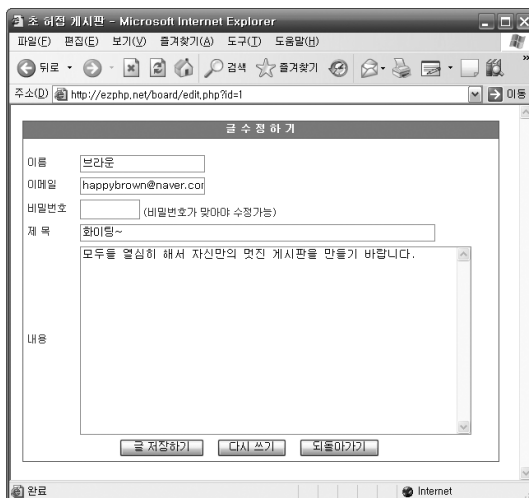 초 허접 게시판 - Microsoft Internet Explorer
파일(F) 편집(E) 보기(V) 즐겨찾기(A) 도구(T) 도움말(H)
뒤로 검색 즐겨찾기 »
주소(D) http://ezphp.net/board/edit.php?id=1 이동
글 수 정 하 기
이름 브라운
이메일 happybrown@naver.cor
비밀번호 (비밀번호가 맞아야 수정가능)
제 목 화이팅~
모두들 열심히 해서 자신만의 멋진 게시판을 만들기 바랍니다.
내용
글 저장하기 다시 쓰기 되돌아가기
완료 Internet